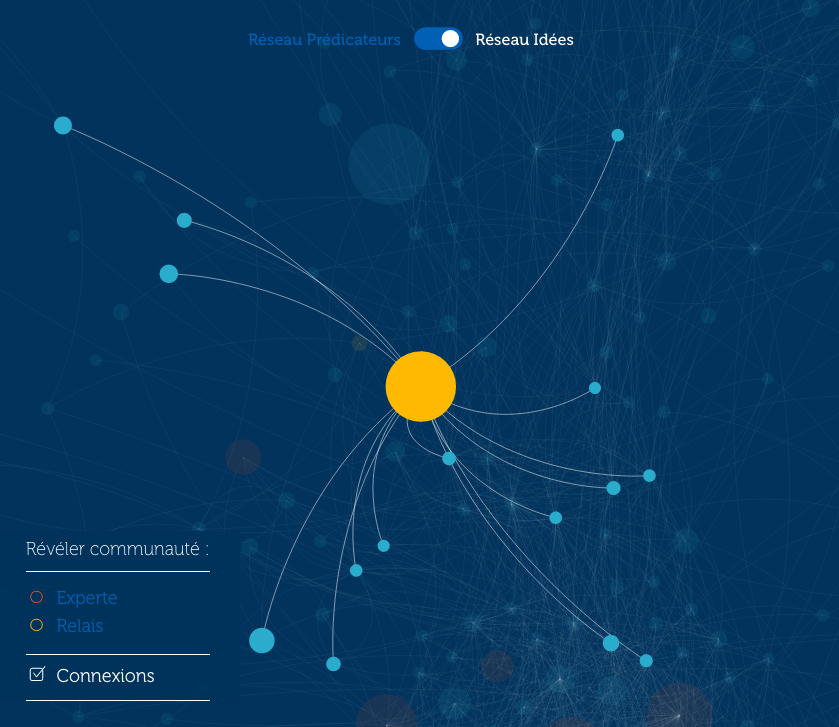 Réseau Prédicateurs Réseau Idées
Révéler communauté :
Experte
Relais
Connexions